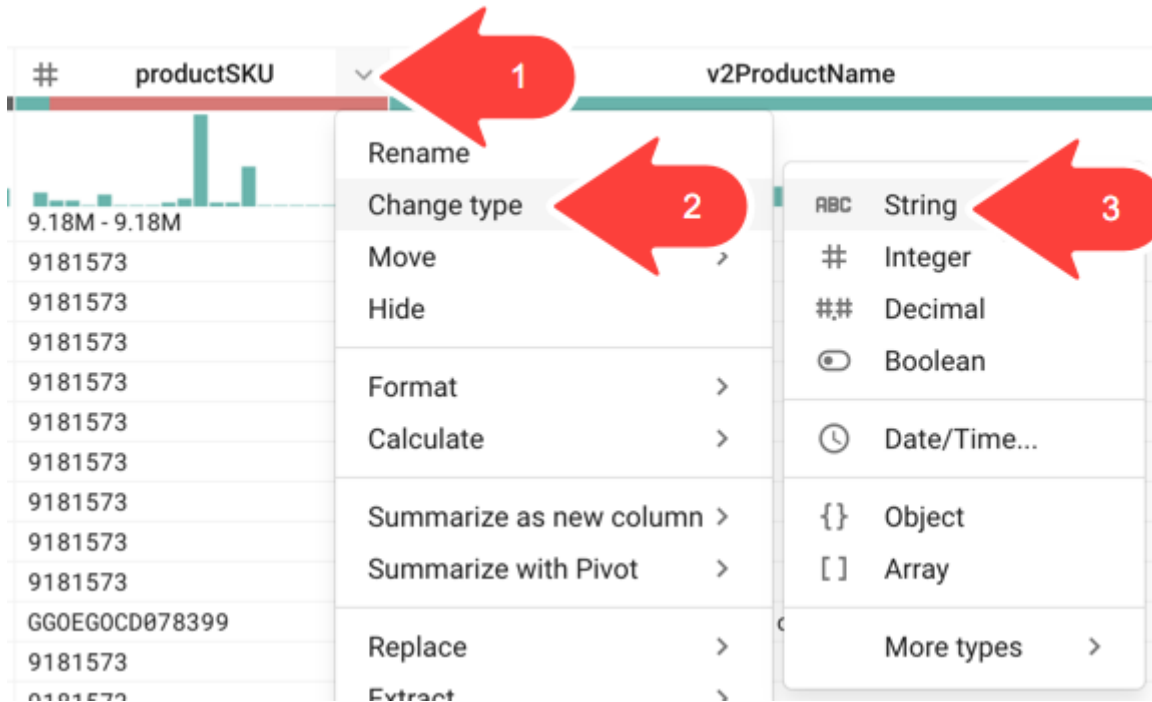 # productSKU
1
v2ProductName
9.18M - 9.18M
9181573
9181573
9181573
9181573
9181573
9181573
9181573
9181573
9181573
GGOEGOCD078399
9181573
9181573
Rename
Change type
2
Move
Hide
Format
Calculate
Summarize as new column
Summarize with Pivot
Replace
Extract
ABC String
3
# Integer
#.# Decimal
Boolean
Date/Time...
{} Object
[ ] Array
More types